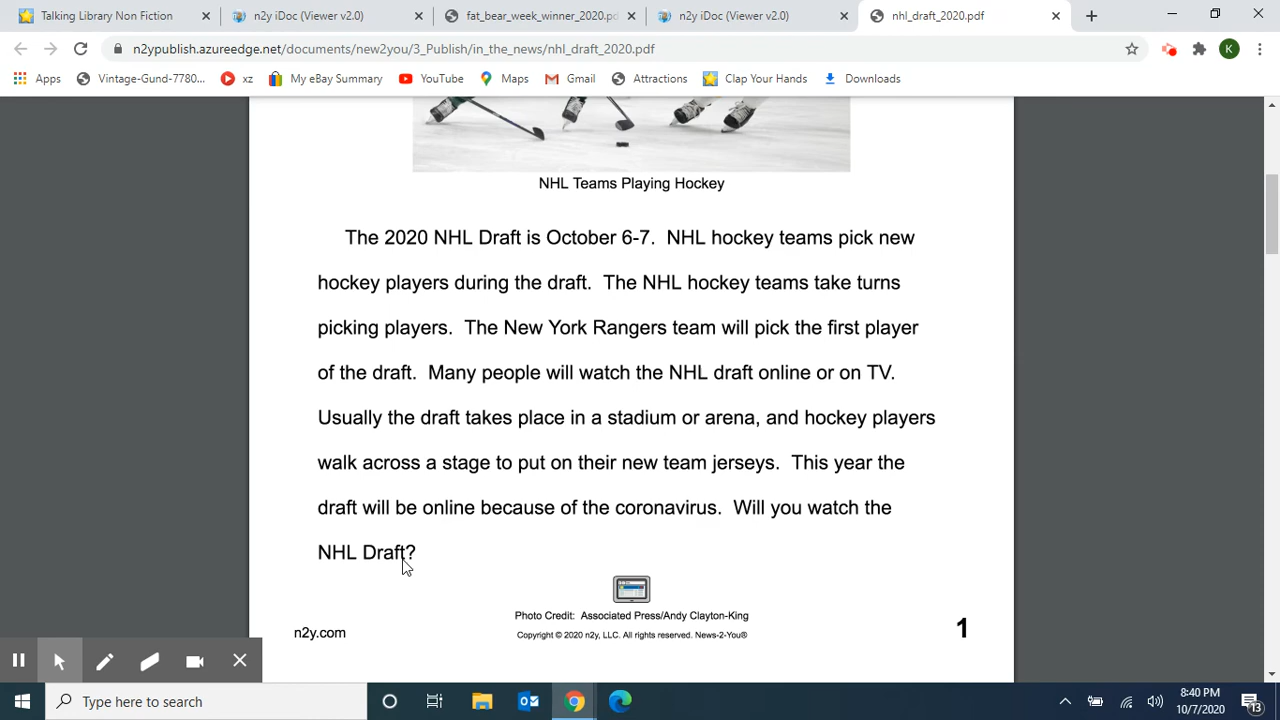 Talking Library Non Fiction
n2y iDoc (Viewer v2.0)
fat_bear_week_winner_2020.pd
n2y iDoc (Viewer v2.0)
nhl_draft_2020.pdf
n2ypublish.azureedge.net/documents/new2you/3_Publish/in_the_news/nhl_draft_2020.pdf
K
Apps
Vintage-Gund-7780...
xz
My eBay Summary
YouTube
Maps
Gmail
Attractions
Clap Your Hands
Downloads
NHL Teams Playing Hockey
The 2020 NHL Draft is October 6-7. NHL hockey teams pick new
hockey players during the draft. The NHL hockey teams take turns
picking players. The New York Rangers team will pick the first player
of the draft. Many people will watch the NHL draft online or on TV.
Usually the draft takes place in a stadium or arena, and hockey players
walk across a stage to put on their new team jerseys. This year the
draft will be online because of the coronavirus. Will you watch the
NHL Draft?
Photo Credit: Associated Press/Andy Clayton-King
n2y.com
Copyright © 2020 n2y, LLC. All rights reserved. News-2-You®
1
Type here to search
8:40 PM
10/7/2020
13